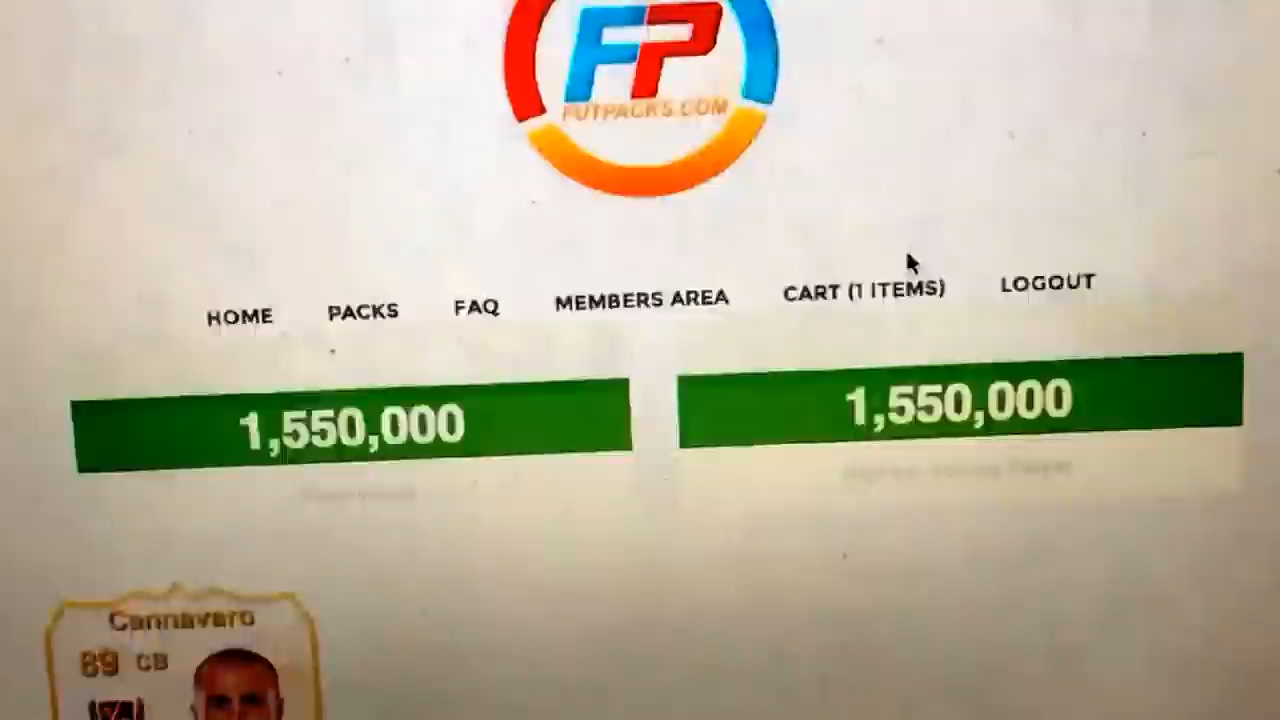 FP
FUTPACKS.COM
HOME PACKS FAQ MEMBERS AREA CART (1 ITEMS) LOGOUT
1,550,000 1,550,000
Cannavaro
89 CB